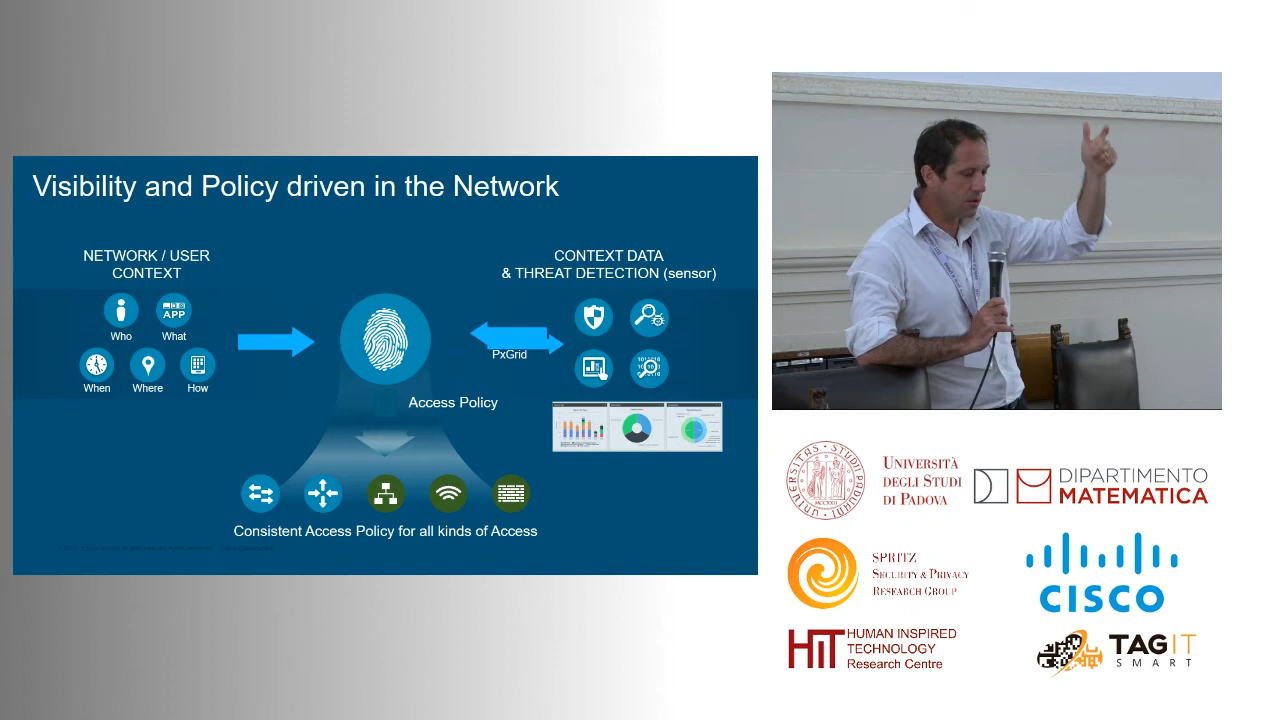 Visibility and Policy driven in the Network
NETWORK / USER
CONTEXT
Who
APP
What
When
Where
How
Access Policy
CONTEXT DATA
& THREAT DETECTION (sensor)
PxGrid
Consistent Access Policy for all kinds of Access
UNIVERSITÀ
DEGLI STUDI
DI PADOVA
DIPARTIMENTO
MATEMATICA
SPRITZ
SECURITY & PRIVACY
RESEARCH GROUP
CISCO
HIT HUMAN INSPIRED
TECHNOLOGY
Research Centre
TAGIT
SMART